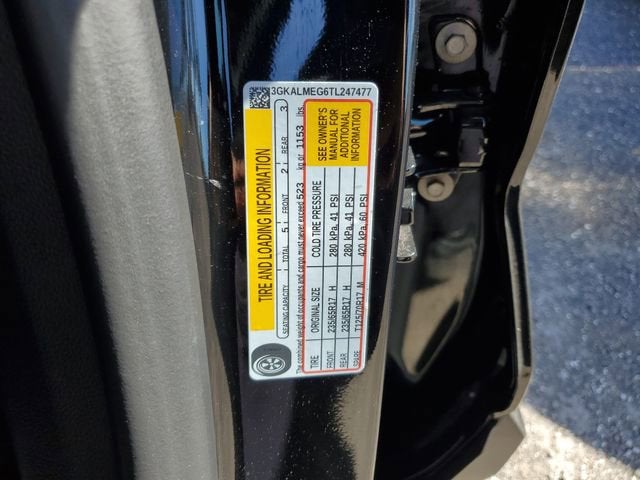 3GKALMEG6TL247477
TIRE AND LOADING INFORMATION
SEATING CAPACITY TOTAL 5 FRONT 2 REAR 3
The combined weight of occupants and cargo must never exceed 523 kg or 1153 lbs
TIRE ORIGINAL SIZE COLD TIRE PRESSURE
FRONT 235/65R17 H 280 kPa, 41 PSI
REAR 235/65R17 H 280 kPa, 41 PSI
SPARE T125/70R17 M 420 kPa, 60 PSI
SEE OWNER'S
MANUAL FOR
ADDITIONAL
INFORMATION